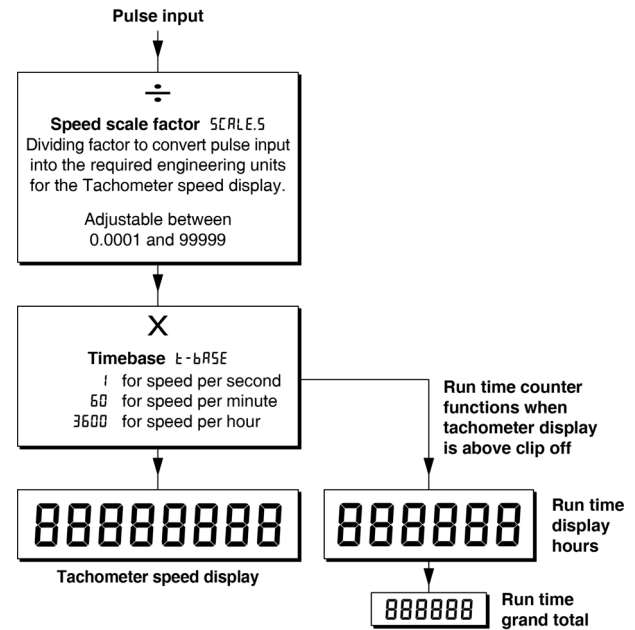 Pulse input
÷
Speed scale factor SCALE.S
Dividing factor to convert pulse input
into the required engineering units
for the Tachometer speed display.
Adjustable between
0.0001 and 99999
X
Timebase t-bASE
1 for speed per second
60 for speed per minute
3600 for speed per hour
Run time counter
functions when
tachometer display
is above clip off
88888888
Tachometer speed display
888888
Run time
display
hours
888888
Run time
grand total